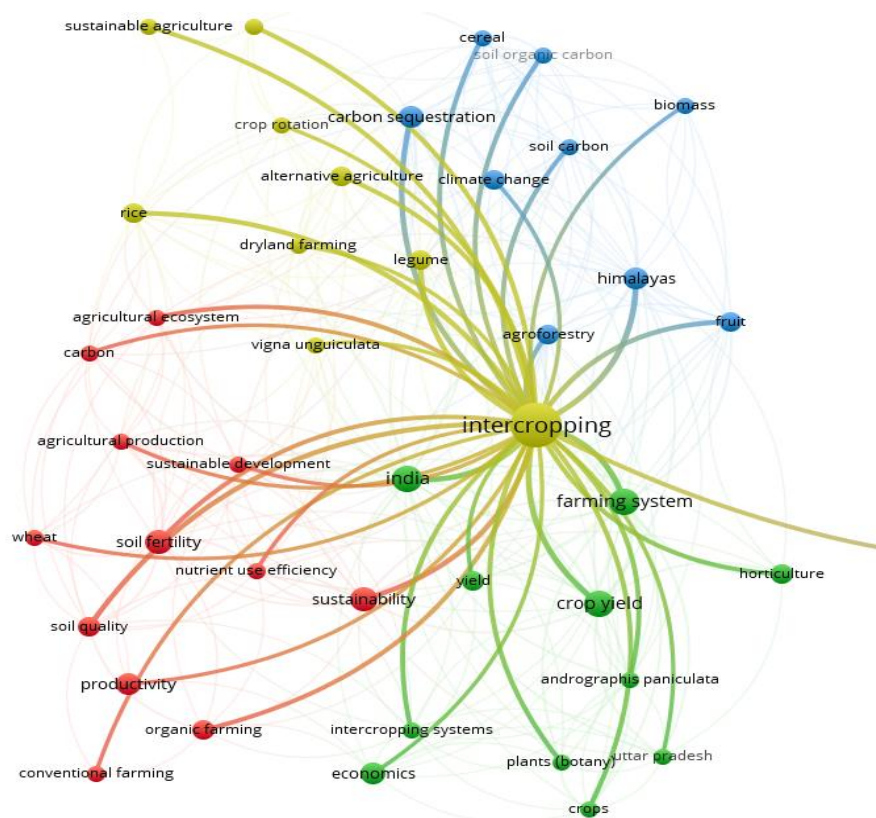 sustainable agriculture
cereal
soil organic carbon
biomass
carbon sequestration
crop rotation
soil carbon
alternative agriculture
climate change
rice
dryland farming
legume
himalayas
agricultural ecosystem
fruit
agroforestry
carbon
vigna unguiculata
intercropping
agricultural production
sustainable development
india
farming system
wheat
soil fertility
nutrient use efficiency
yield
horticulture
sustainability
crop yield
soil quality
productivity
andrographis paniculata
organic farming
intercropping systems
uttar pradesh
plants (botany)
conventional farming
economics
crops